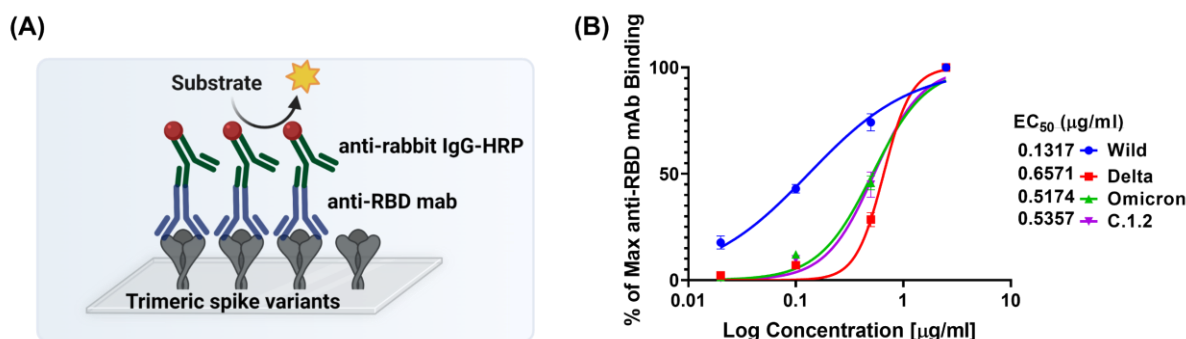 (A)
Substrate
anti-rabbit IgG-HRP
anti-RBD mab
Trimeric spike variants
(B)
% of Max anti-RBD mAb Binding
100
50
0
0.01 0.1 1 10
Log Concentration [µg/ml]
EC50 (µg/ml)
0.1317 Wild
0.6571 Delta
0.5174 Omicron
0.5357 C.1.2